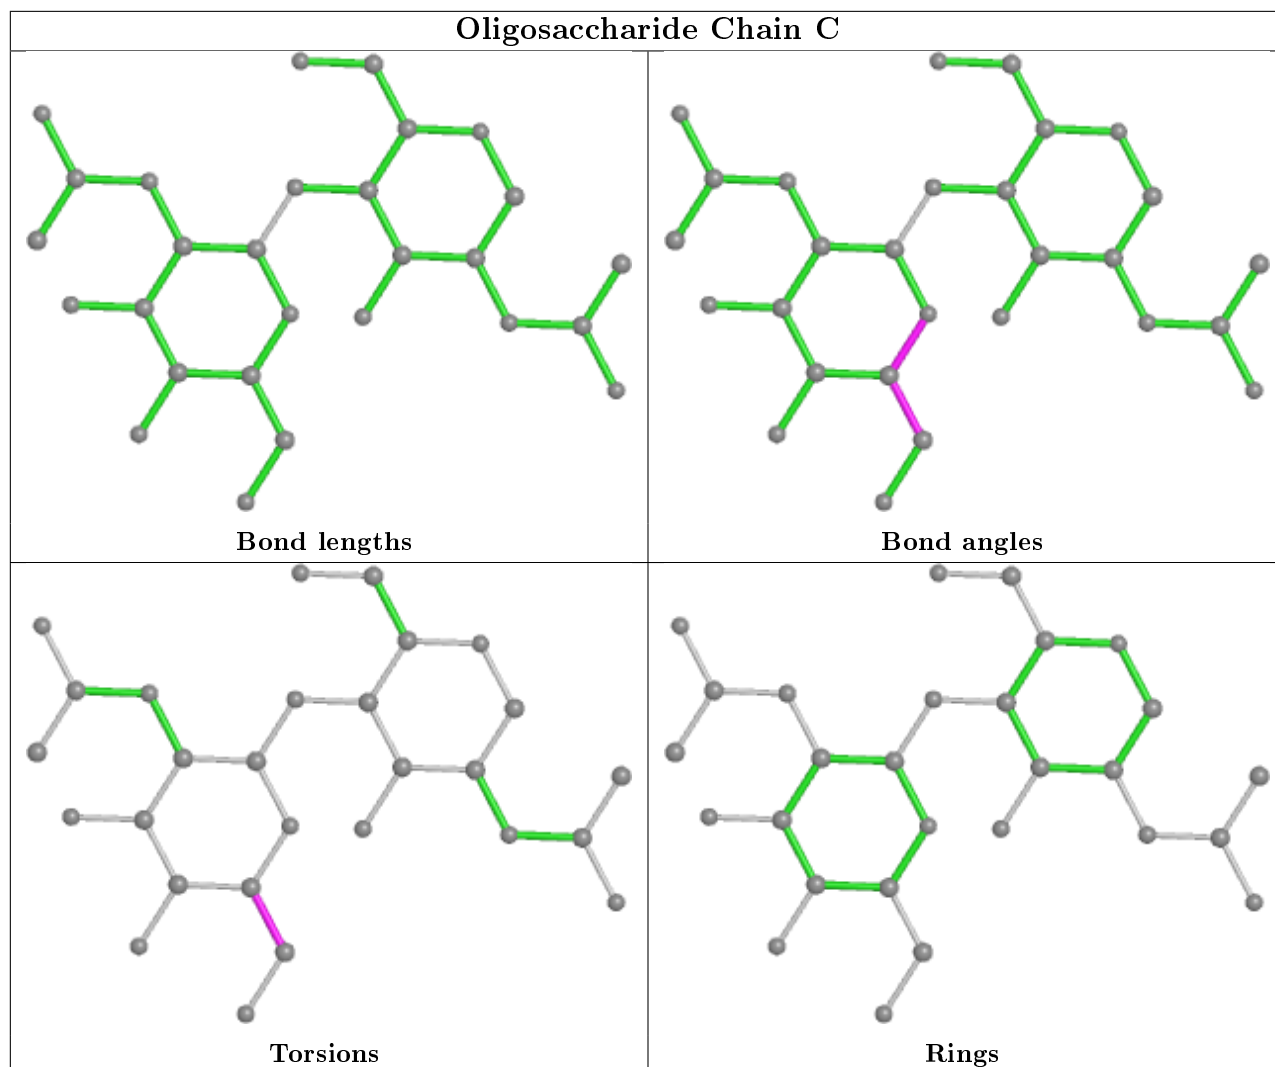 Oligosaccharide Chain C
Bond lengths
Bond angles
Torsions
Rings